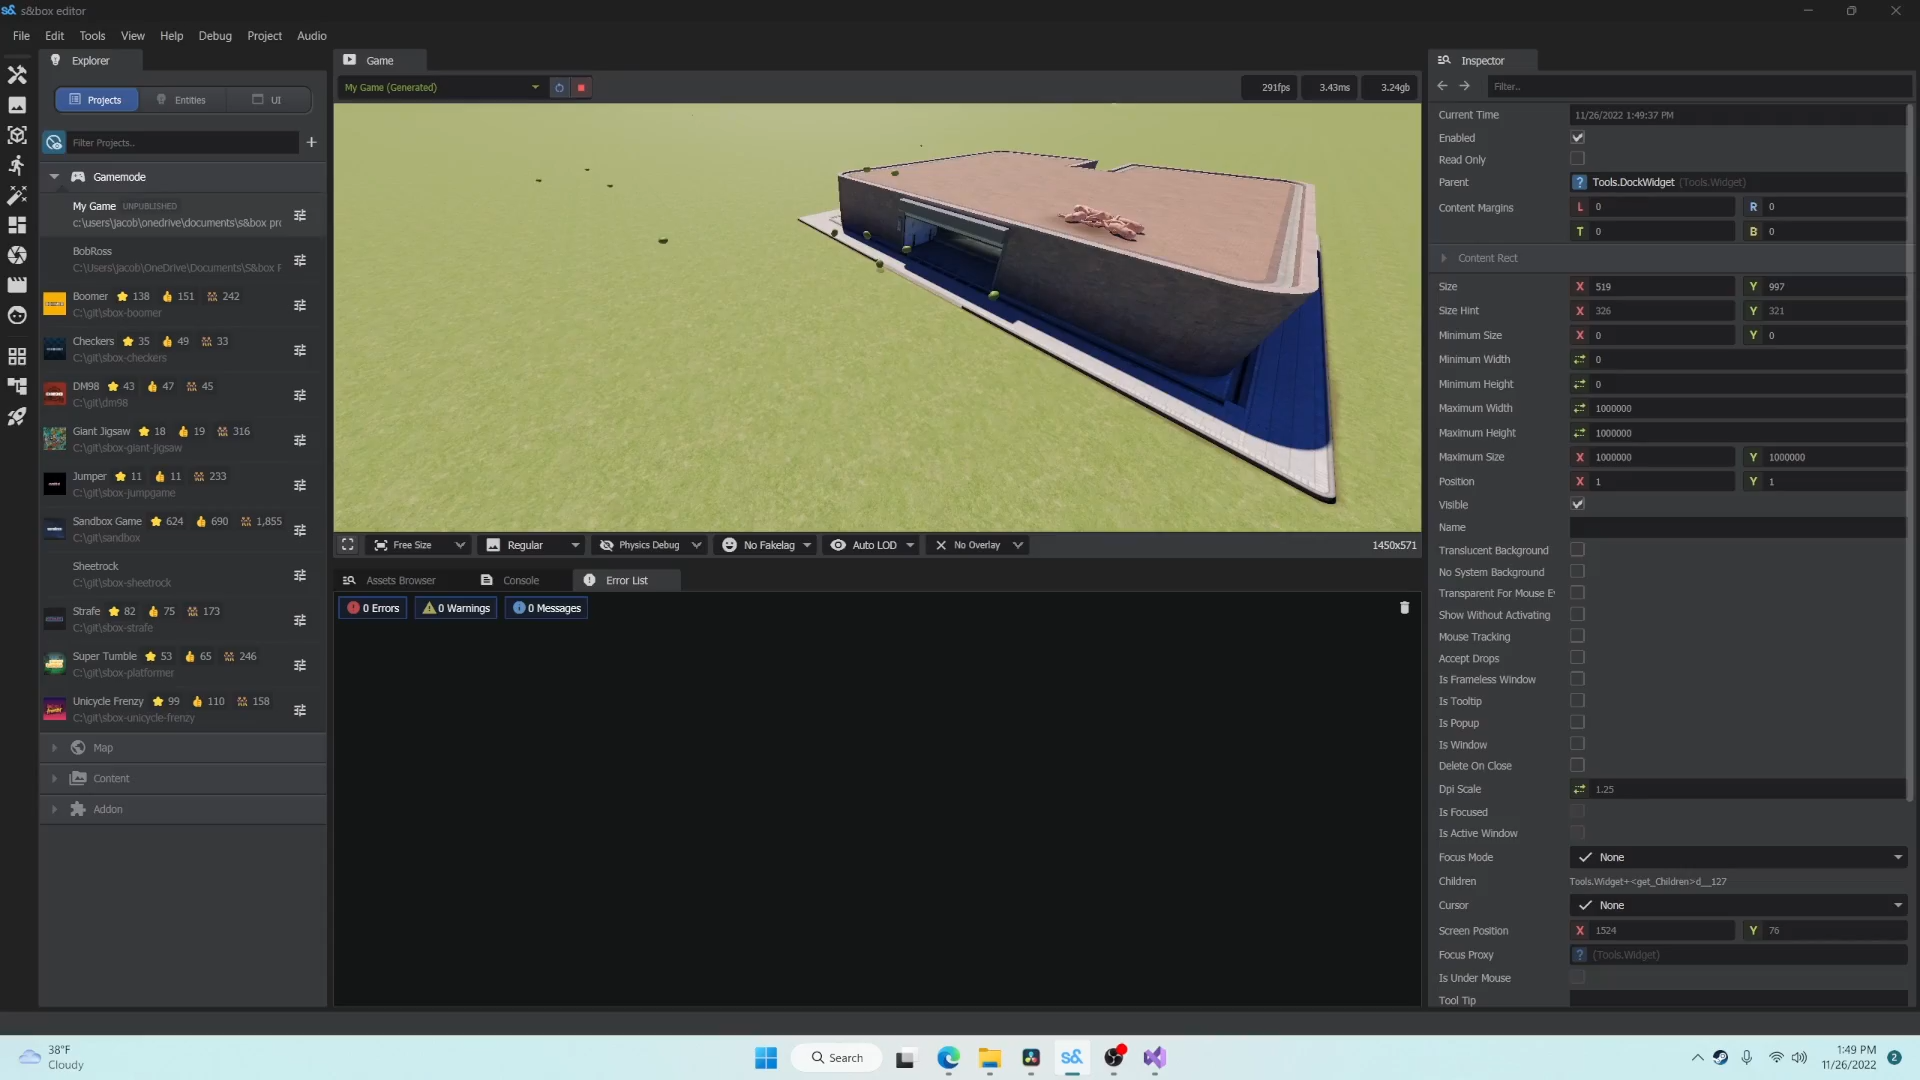 s&box editor
File Edit Tools View Help Debug Project Audio
Explorer
Projects Entities UI
Filter Projects..
Gamemode
My Game UNPUBLISHED
c:\users\jacob\onedrive\documents\s&box pro
BobRoss
C:\Users\jacob\OneDrive\Documents\S&box F
Boomer 138 151 242
C:\git\sbox-boomer
Checkers 35 49 33
C:\git\sbox-checkers
DM98 43 47 45
C:\git\dm98
Giant Jigsaw 18 19 316
C:\git\sbox-giant-jigsaw
Jumper 11 11 233
C:\git\sbox-jumpgame
Sandbox Game 624 690 1,855
C:\git\sandbox
Sheetrock
C:\git\sbox-sheetrock
Strafe 82 75 173
C:\git\sbox-strafe
Super Tumble 53 65 246
C:\git\sbox-platformer
Unicycle Frenzy 99 110 158
C:\git\sbox-unicycle-frenzy
Map
Content
Addon
Game
My Game (Generated) 291fps 3.43ms 3.24gb
Free Size Regular Physics Debug No Fakelag Auto LOD No Overlay 1450x571
Assets Browser Console Error List
0 Errors 0 Warnings 0 Messages
Inspector
Filter..
Current Time 11/26/2022 1:49:37 PM
Enabled
Read Only
Parent ? Tools.DockWidget (Tools.Widget)
Content Margins L 0 R 0
T 0 B 0
Content Rect
Size X 519 Y 997
Size Hint X 326 Y 321
Minimum Size X 0 Y 0
Minimum Width 0
Minimum Height 0
Maximum Width 1000000
Maximum Height 1000000
Maximum Size X 1000000 Y 1000000
Position X 1 Y 1
Visible
Name
Translucent Background
No System Background
Transparent For Mouse Ev
Show Without Activating
Mouse Tracking
Accept Drops
Is Frameless Window
Is Tooltip
Is Popup
Is Window
Delete On Close
Dpi Scale 1.25
Is Focused
Is Active Window
Focus Mode None
Children Tools.Widget+<get_Children>d__127
Cursor None
Screen Position X 1524 Y 76
Focus Proxy ? (Tools.Widget)
Is Under Mouse
Tool Tip
38°F
Cloudy
Search
s&
1:49 PM
11/26/2022
2